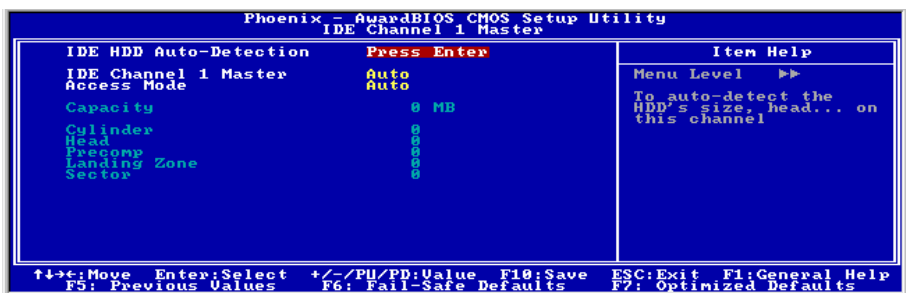 Phoenix - AwardBIOS CMOS Setup Utility
IDE Channel 1 Master
IDE HDD Auto-Detection Press Enter
IDE Channel 1 Master Auto
Access Mode Auto
Capacity 0 MB
Cylinder 0
Head 0
Precomp 0
Landing Zone 0
Sector 0
Item Help
Menu Level ▶▶
To auto-detect the
HDD's size, head... on
this channel
↑↓→←:Move Enter:Select +/-/PU/PD:Value F10:Save ESC:Exit F1:General Help
F5: Previous Values F6: Fail-Safe Defaults F7: Optimized Defaults